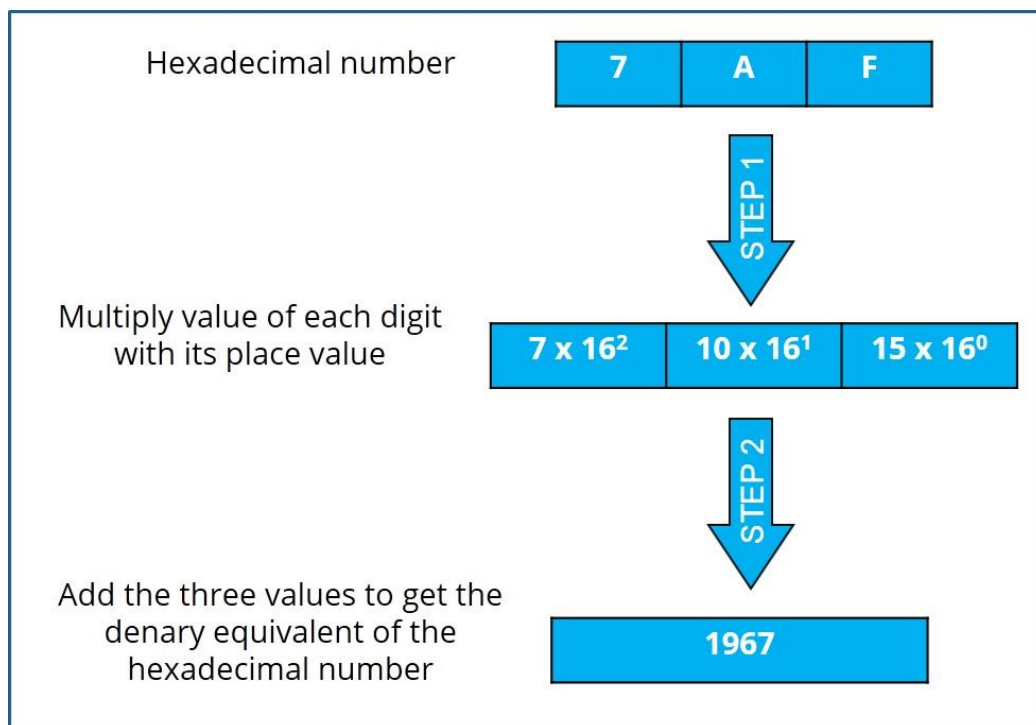 Hexadecimal number
7 A F
STEP 1
Multiply value of each digit
with its place value
7 x 16² 10 x 16¹ 15 x 16⁰
STEP 2
Add the three values to get the
denary equivalent of the
hexadecimal number
1967